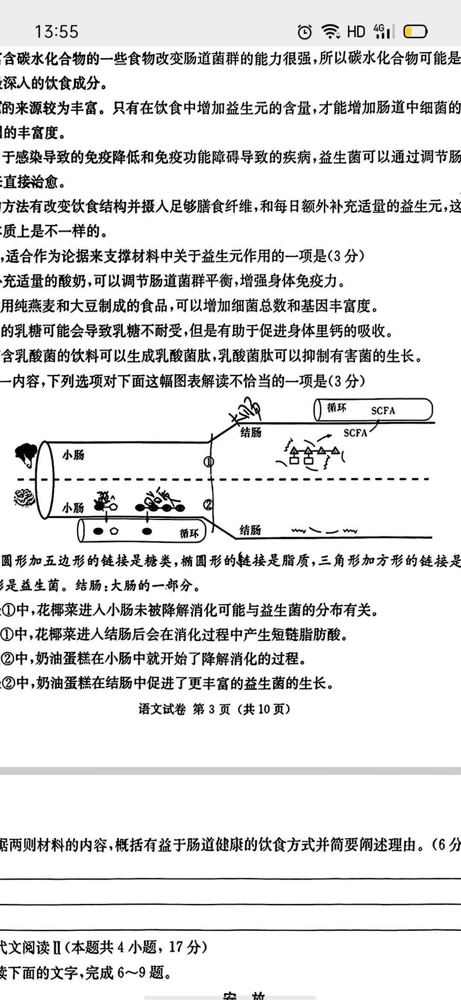 13:55 HD 4G
含碳水化合物的一些食物改变肠道菌群的能力很强,所以碳水化合物可能是
深入的饮食成分。
的来源较为丰富。只有在饮食中增加益生元的含量,才能增加肠道中细菌的
的丰富度。
于感染导致的免疫降低和免疫功能障碍导致的疾病,益生菌可以通过调节肠
直接治愈。
方法有改变饮食结构并摄入足够膳食纤维,和每日额外补充适量的益生元,这
质上是不一样的。
,适合作为论据来支撑材料中关于益生元作用的一项是(3分)
充适量的酸奶,可以调节肠道菌群平衡,增强身体免疫力。
用纯燕麦和大豆制成的食品,可以增加细菌总数和基因丰富度。
的乳糖可能会导致乳糖不耐受,但是有助于促进身体里钙的吸收。
含乳酸菌的饮料可以生成乳酸菌肽,乳酸菌肽可以抑制有害菌的生长。
一内容,下列选项对下面这幅图表解读不恰当的一项是(3分)
循环 SCFA
结肠 SCFA
小肠 ①
小肠 ②
循环 结肠
圆形加五边形的链接是糖类,椭圆形的链接是脂质,三角形加方形的链接是
是益生菌。结肠:大肠的一部分。
①中,花椰菜进入小肠未被降解消化可能与益生菌的分布有关。
①中,花椰菜进入结肠后会在消化过程中产生短链脂肪酸。
②中,奶油蛋糕在小肠中就开始了降解消化的过程。
②中,奶油蛋糕在结肠中促进了更丰富的益生菌的生长。
语文试卷 第3页(共10页)
据两则材料的内容,概括有益于肠道健康的饮食方式并简要阐述理由。(6分
代文阅读Ⅱ(本题共4小题,17分)
读下面的文字,完成6~9题。
安 放